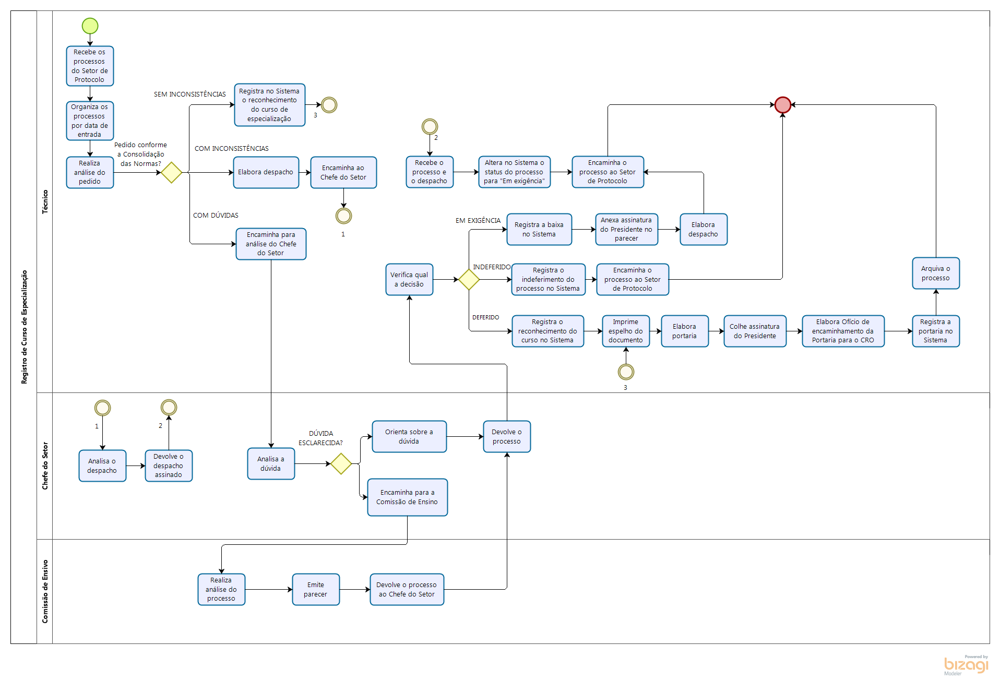 Registro de Curso de Especialização
Técnico
Recebe os
processos
do Setor de
Protocolo
Organiza os
processos
por data de
entrada
Realiza
análise do
pedido
Pedido conforme
a Consolidação
das Normas?
SEM INCONSISTÊNCIAS
Registra no Sistema
o reconhecimento
do curso de
especialização
3
COM INCONSISTÊNCIAS
Elabora despacho
Encaminha ao
Chefe do Setor
1
COM DÚVIDAS
Encaminha para
análise do Chefe
do Setor
2
Recebe o
processo e
o despacho
Altera no Sistema o
status do processo
para "Em exigência"
Encaminha o
processo ao Setor
de Protocolo
EM EXIGÊNCIA
Registra a baixa
no Sistema
Anexa assinatura
do Presidente no
parecer
Elabora
despacho
Verifica qual
a decisão
INDEFERIDO
Registra o
indeferimento do
processo no Sistema
Encaminha o
processo ao Setor
de Protocolo
Arquiva o
processo
DEFERIDO
Registra o
reconhecimento do
curso no Sistema
Imprime
espelho do
documento
Elabora
portaria
Colhe assinatura
do Presidente
Elabora Ofício de
encaminhamento da
Portaria para o CRO
Registra a
portaria no
Sistema
3
Chefe do Setor
1
Analisa o
despacho
2
Devolve o
despacho
assinado
Analisa a
dúvida
DÚVIDA
ESCLARECIDA?
Orienta sobre a
dúvida
Devolve o
processo
Encaminha para a
Comissão de Ensino
Comissão de Ensivo
Realiza
análise do
processo
Emite
parecer
Devolve o processo
ao Chefe do Setor
Powered by
bizagi
Modeler